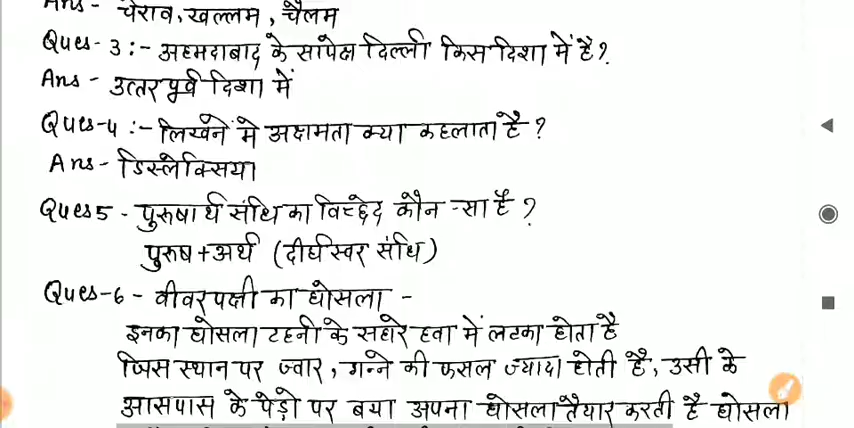 Ans - चेराव, खल्लम, चैलम
Ques-3:- अहमदाबाद के सापेक्ष दिल्ली किस दिशा में है?
Ans - उत्तर पूर्व दिशा में
Ques-4:- लिखने मे अक्षमता क्या कहलाता है?
Ans - डिस्लेक्सिया
Ques5 - पुरुषार्थ संधि का विच्छेद कौन-सा है?
पुरुष+अर्थ (दीर्घ स्वर संधि)
Ques-6 - वीवर पक्षी का घोसला -
इनका घोसला टहनी के सहारे हवा में लटका होता है
जिस स्थान पर ज्वार, गन्ने की फसल ज्यादा होती है, उसी के
आसपास के पेड़ो पर बया अपना घोसला तैयार करती है घोसला